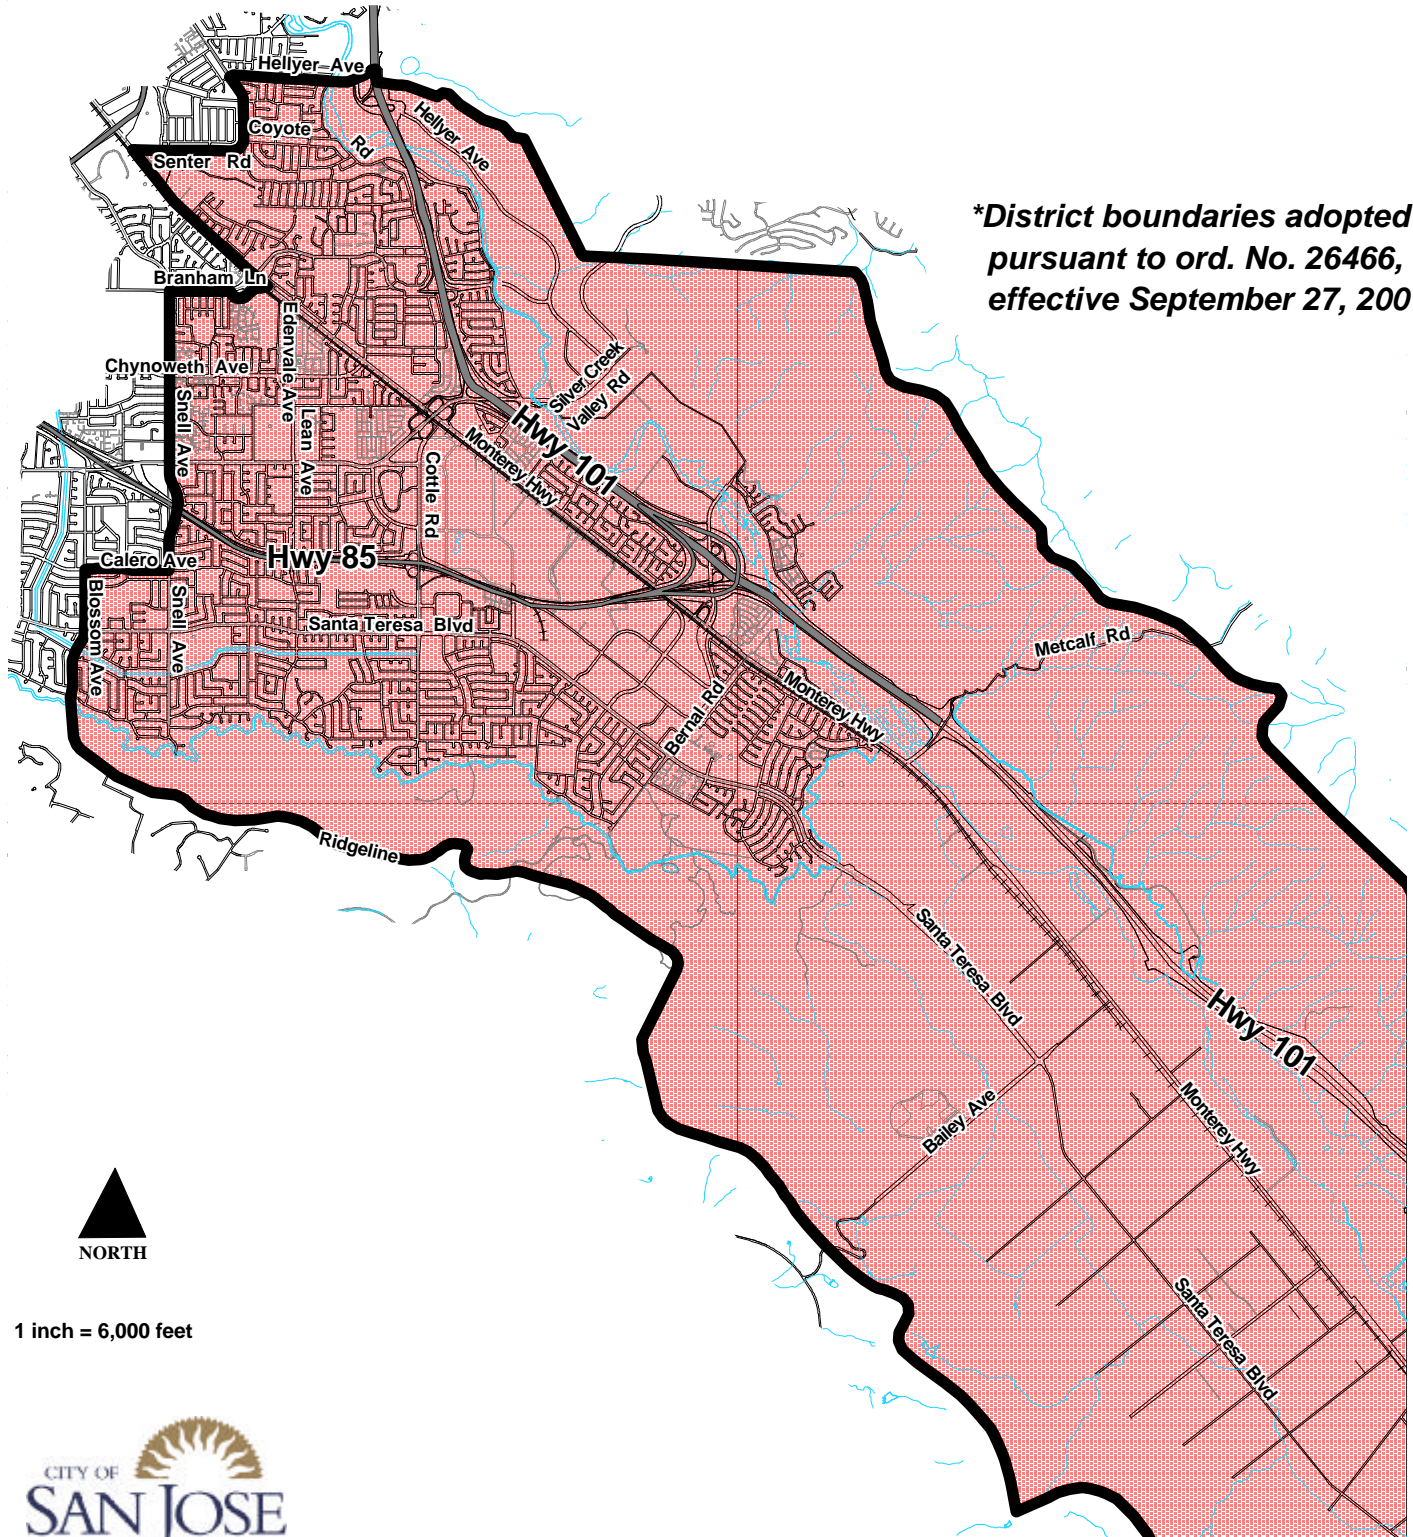 Hellyer Ave
Coyote
Rd
Hellyer Ave
Senter Rd
*District boundaries adopted
pursuant to ord. No. 26466,
effective September 27, 200
Branham Ln
Edenvale Ave
Chynoweth Ave
Silver Creek
Valley Rd
Snell Ave
Lean Ave
Hwy 101
Monterey Hwy
Cottle Rd
Hwy 85
Calero Ave
Blossom Ave
Snell Ave
Santa Teresa Blvd
Metcalf Rd
Bernal Rd
Monterey Hwy
Ridgeline
Santa Teresa Blvd
Hwy 101
Bailey Ave
Monterey Hwy
NORTH
Santa Teresa Blvd
1 inch = 6,000 feet
CITY OF
SAN JOSE